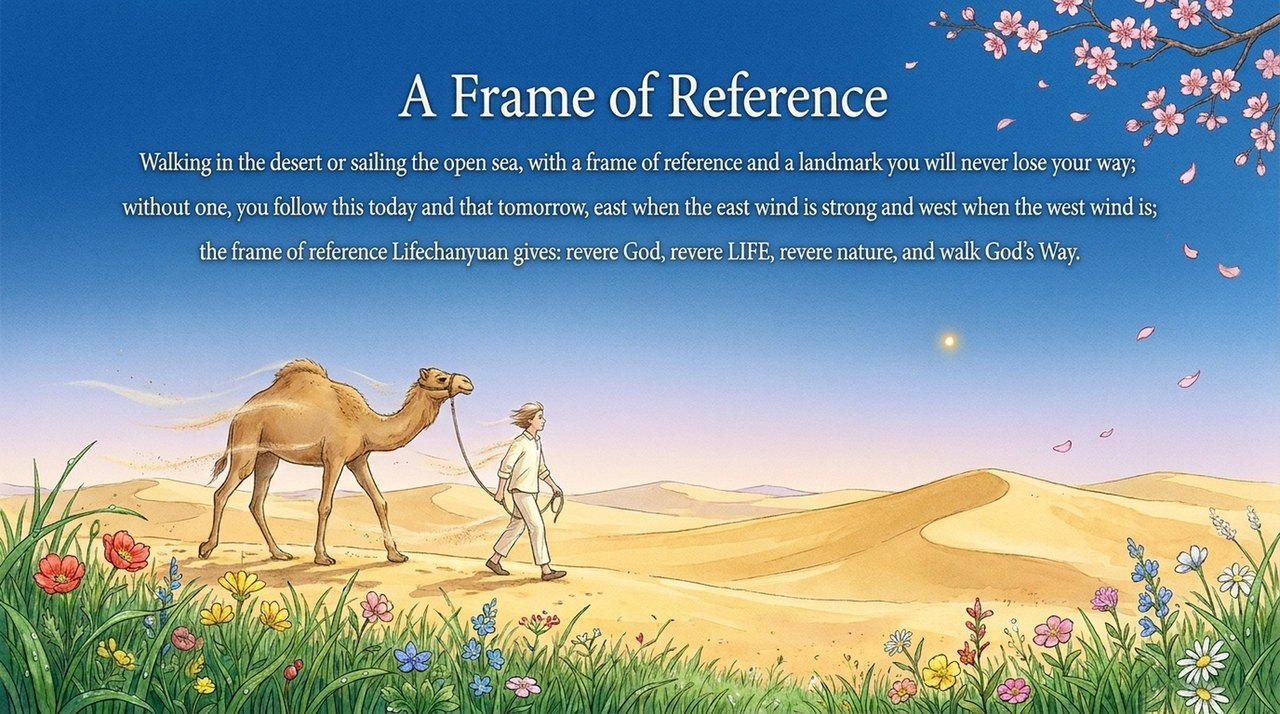 A Frame of Reference
Walking in the desert or sailing the open sea, with a frame of reference and a landmark you will never lose your way;
without one, you follow this today and that tomorrow, east when the east wind is strong and west when the west wind is;
the frame of reference Lifechanyuan gives: revere God, revere LIFE, revere nature, and walk God’s Way.